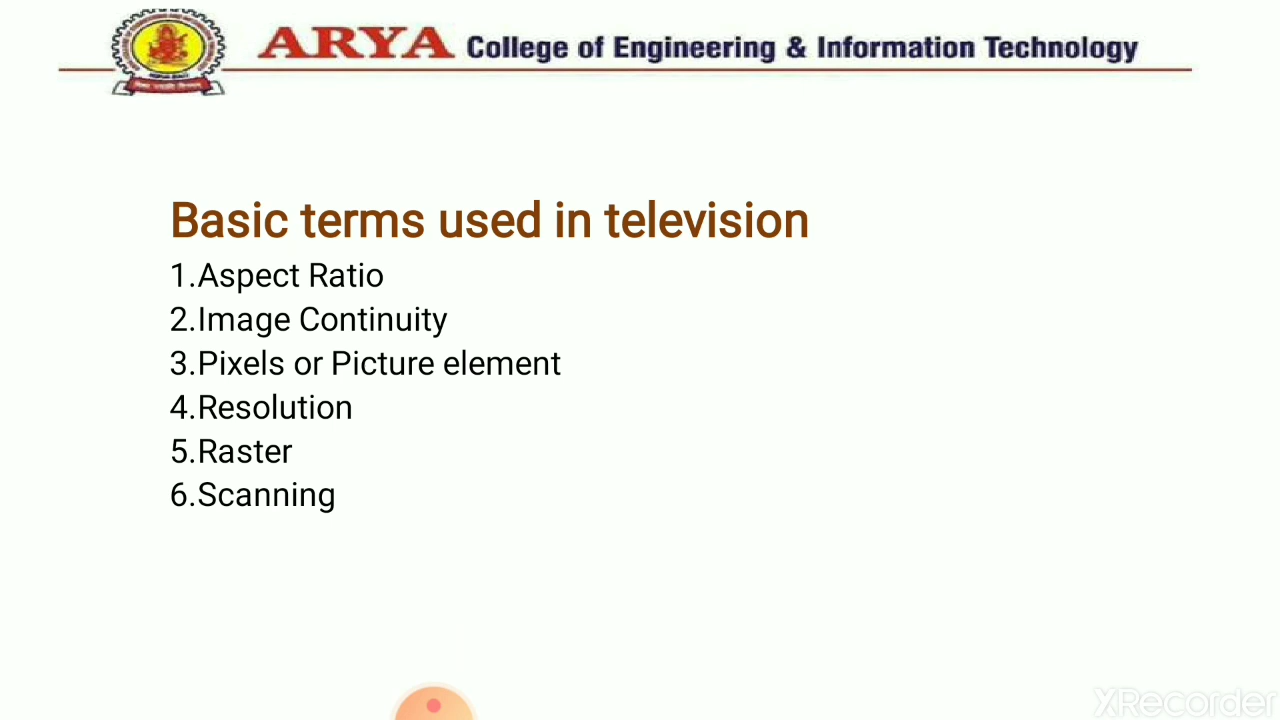 ARYA College of Engineering & Information Technology
Basic terms used in television
1.Aspect Ratio
2.Image Continuity
3.Pixels or Picture element
4.Resolution
5.Raster
6.Scanning
XRecorder